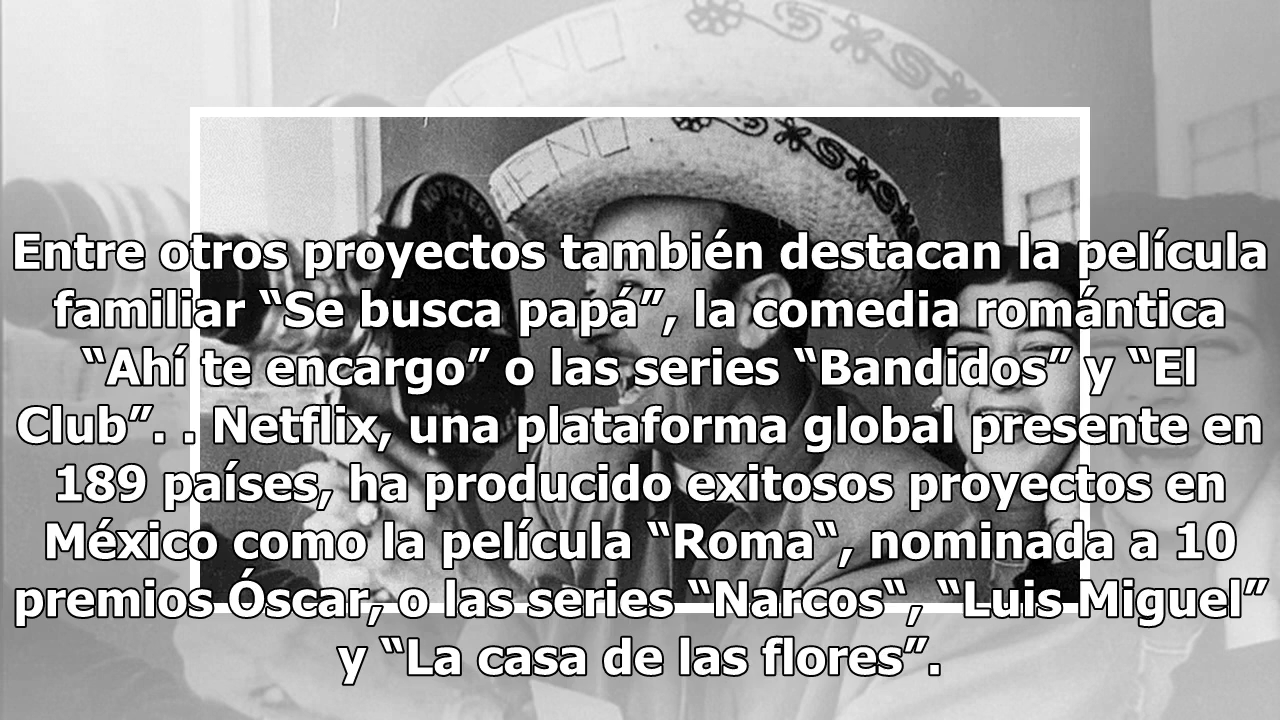 BUENO
NOTICIERO
Entre otros proyectos también destacan la película
familiar “Se busca papá”, la comedia romántica
“Ahí te encargo” o las series “Bandidos” y “El
Club”. . Netflix, una plataforma global presente en
189 países, ha producido exitosos proyectos en
México como la película “Roma“, nominada a 10
premios Óscar, o las series “Narcos“, “Luis Miguel”
y “La casa de las flores”.